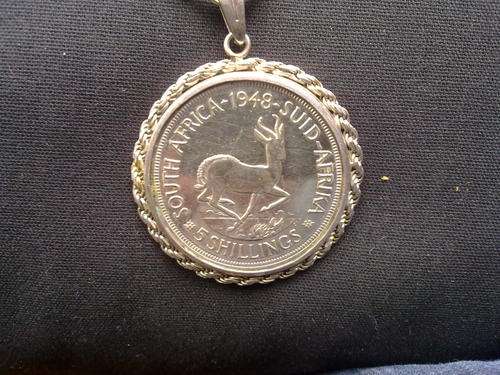 SOUTH AFRICA-1948-SUID-AFRIKA
5 SHILLINGS